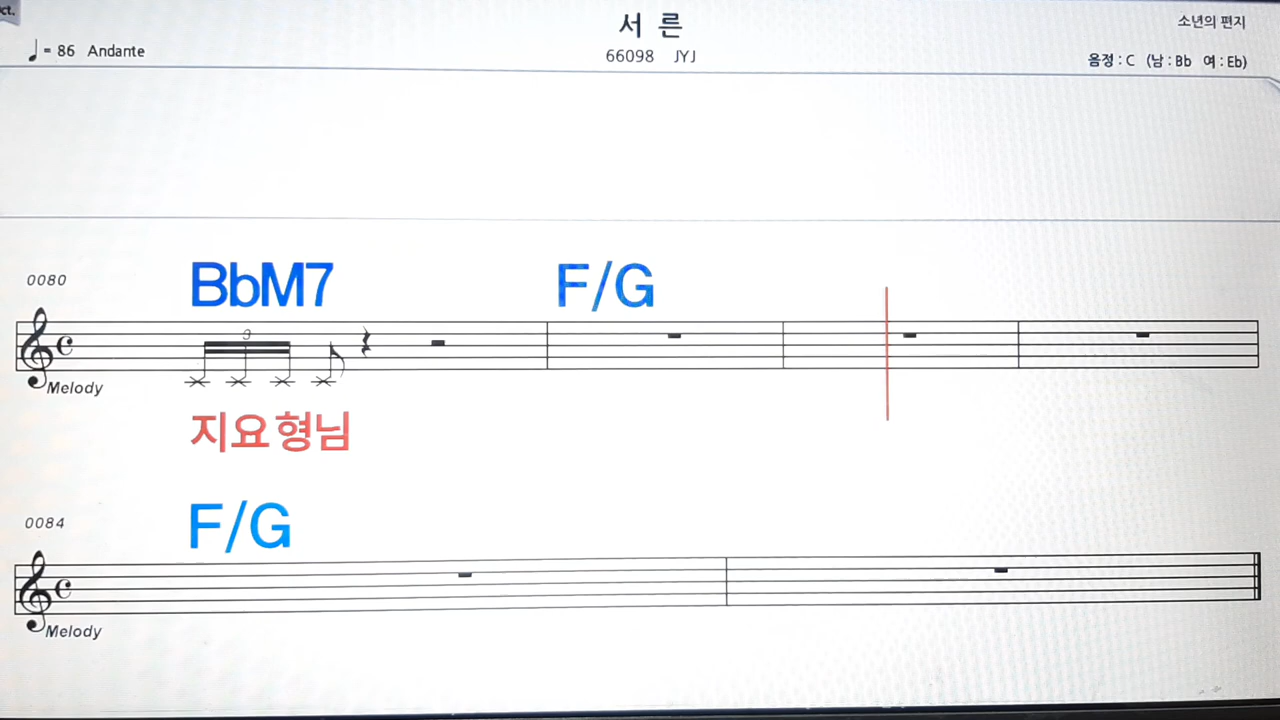 ct.
서 른
소년의 편지
= 86 Andante
66098 JYJ
음정 : C (남 : Bb 여 : Eb)
0080
BbM7 F/G
3
Melody
지요 형님
0084
F/G
Melody